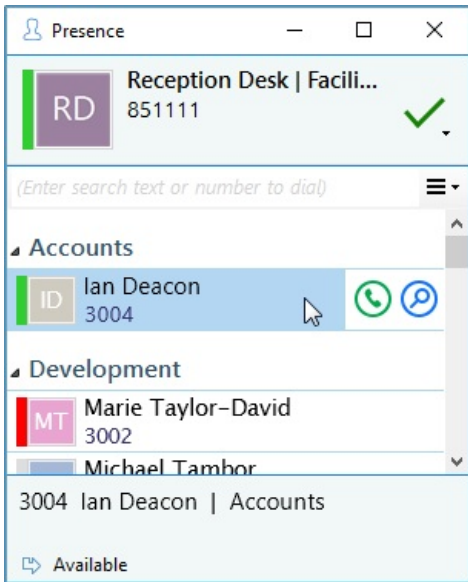 Presence
RD
Reception Desk | Facili...
851111
(Enter search text or number to dial)
Accounts
ID
Ian Deacon
3004
Development
MT
Marie Taylor-David
3002
Michael Tambor
3004 Ian Deacon | Accounts
Available